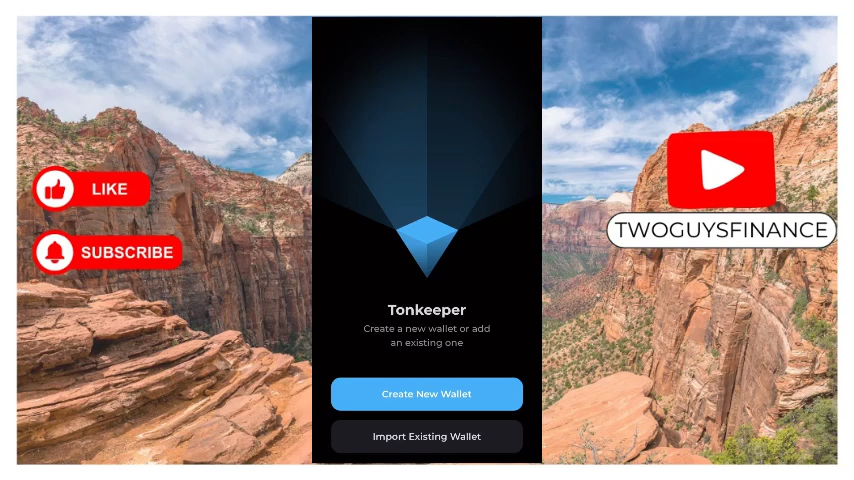 LIKE
SUBSCRIBE
Tonkeeper
Create a new wallet or add
an existing one
Create New Wallet
Import Existing Wallet
TWOGUYSFINANCE